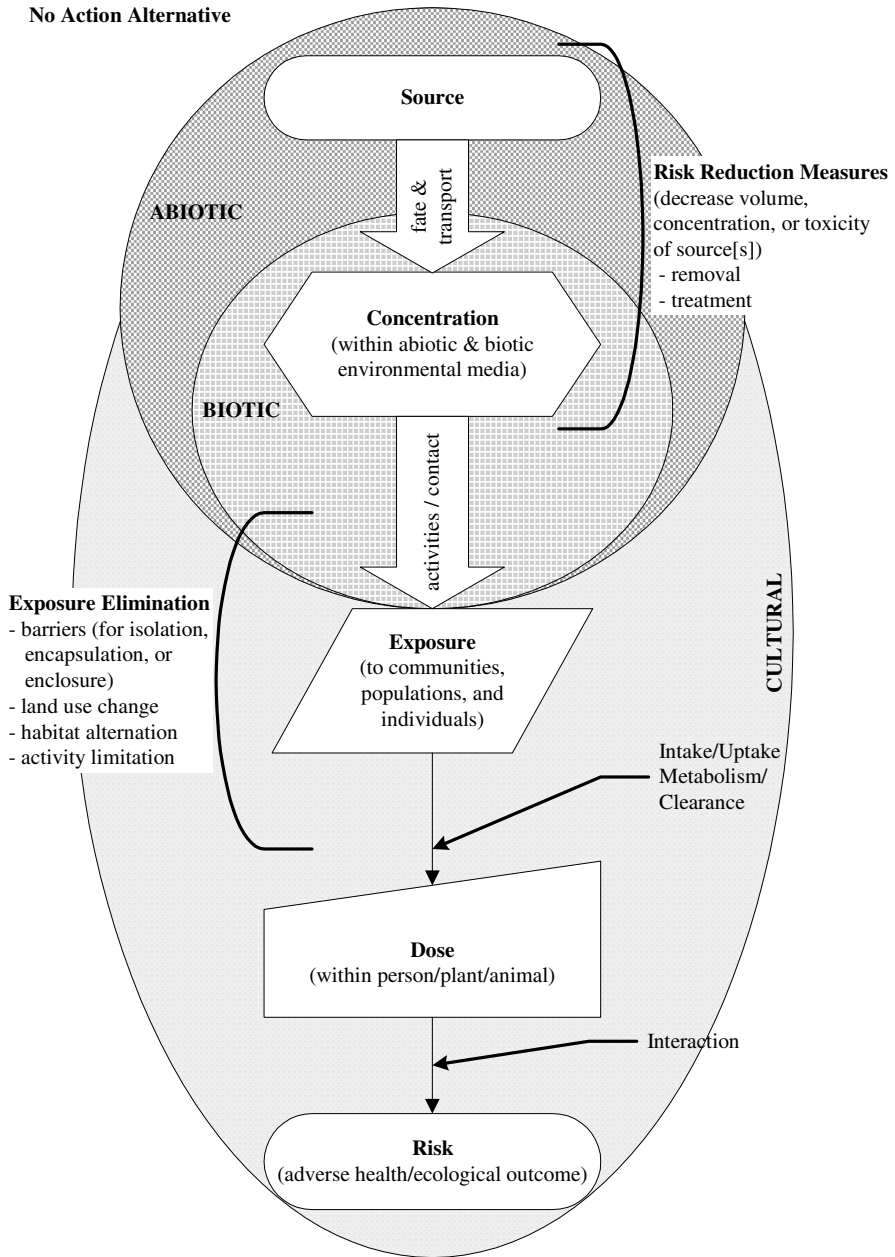 No Action Alternative
Source
fate &
transport
Risk Reduction Measures
(decrease volume,
concentration, or toxicity
of source[s])
- removal
- treatment
ABIOTIC
Concentration
(within abiotic & biotic
environmental media)
BIOTIC
activities / contact
Exposure Elimination
- barriers (for isolation,
encapsulation, or
enclosure)
- land use change
- habitat alternation
- activity limitation
Exposure
(to communities,
populations, and
individuals)
CULTURAL
Intake/Uptake
Metabolism/
Clearance
Dose
(within person/plant/animal)
Interaction
Risk
(adverse health/ecological outcome)